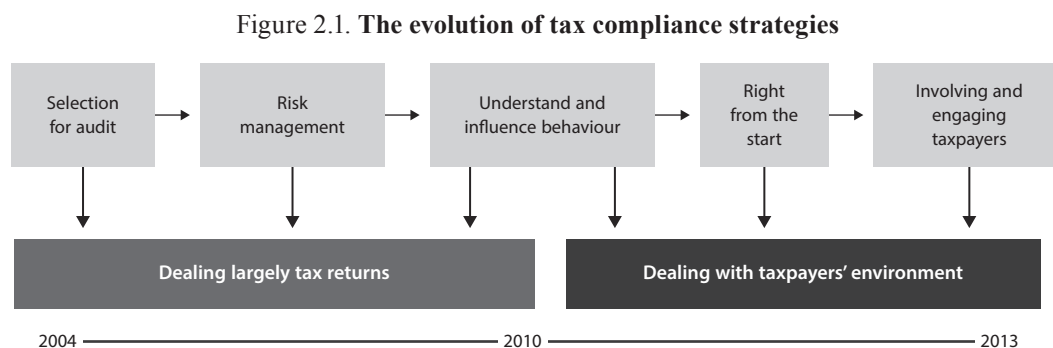 Figure 2.1. The evolution of tax compliance strategies
Selection
for audit
Risk
management
Understand and
influence behaviour
Right
from the
start
Involving and
engaging
taxpayers
Dealing largely tax returns
Dealing with taxpayers' environment
2004
2010
2013